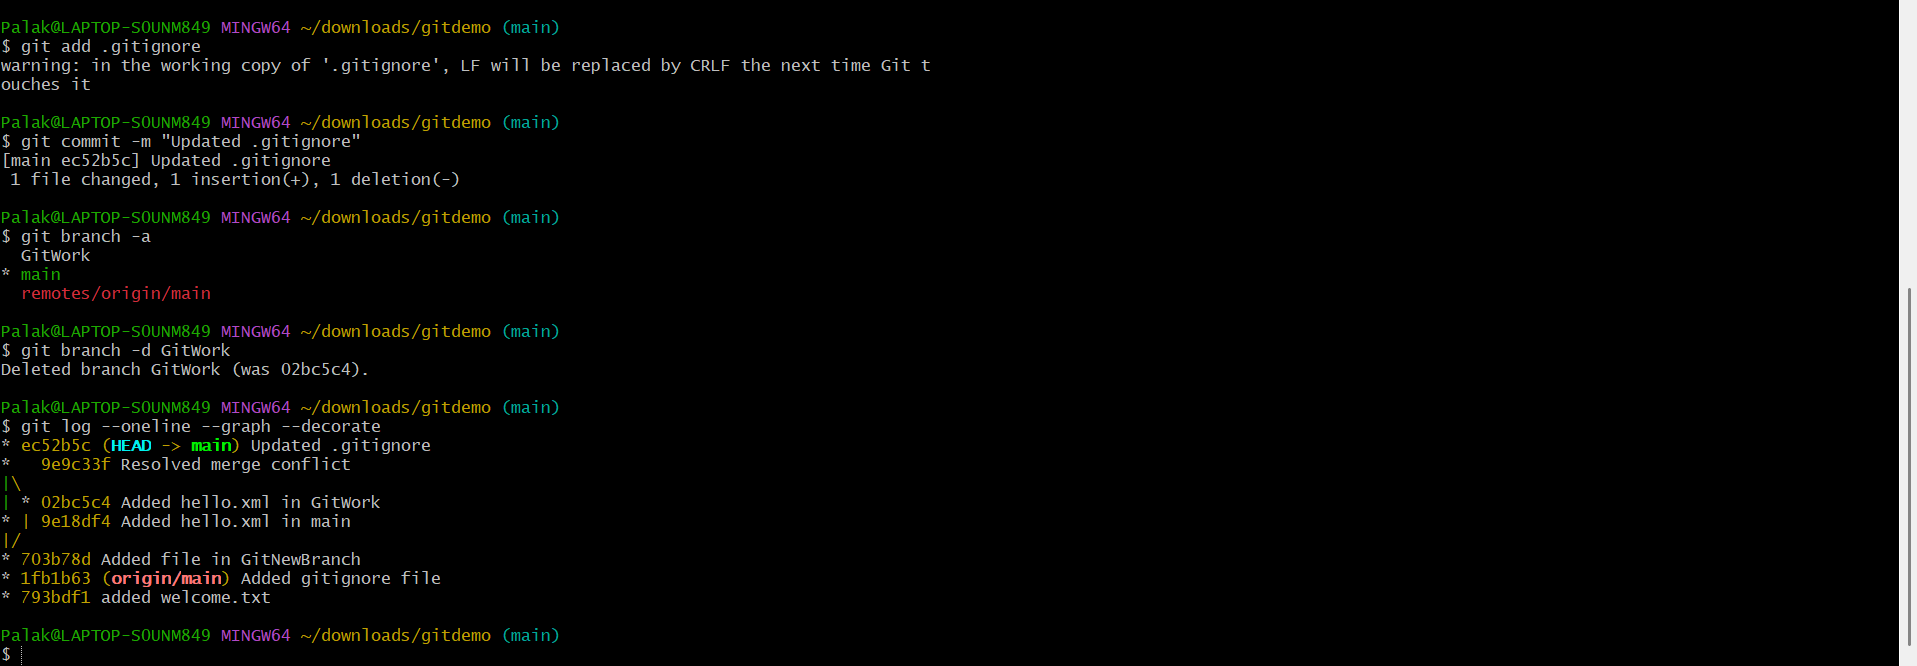 Palak@LAPTOP-SOUNM849 MINGW64 ~/downloads/gitdemo (main)
$ git add .gitignore
warning: in the working copy of '.gitignore', LF will be replaced by CRLF the next time Git t
ouches it
Palak@LAPTOP-SOUNM849 MINGW64 ~/downloads/gitdemo (main)
$ git commit -m "Updated .gitignore"
[main ec52b5c] Updated .gitignore
 1 file changed, 1 insertion(+), 1 deletion(-)
Palak@LAPTOP-SOUNM849 MINGW64 ~/downloads/gitdemo (main)
$ git branch -a
  GitWork
* main
  remotes/origin/main
Palak@LAPTOP-SOUNM849 MINGW64 ~/downloads/gitdemo (main)
$ git branch -d GitWork
Deleted branch GitWork (was 02bc5c4).
Palak@LAPTOP-SOUNM849 MINGW64 ~/downloads/gitdemo (main)
$ git log --oneline --graph --decorate
* ec52b5c (HEAD -> main) Updated .gitignore
*   9e9c33f Resolved merge conflict
|\
| * 02bc5c4 Added hello.xml in GitWork
* | 9e18df4 Added hello.xml in main
|/
* 703b78d Added file in GitNewBranch
* 1fb1b63 (origin/main) Added gitignore file
* 793bdf1 added welcome.txt
Palak@LAPTOP-SOUNM849 MINGW64 ~/downloads/gitdemo (main)
$